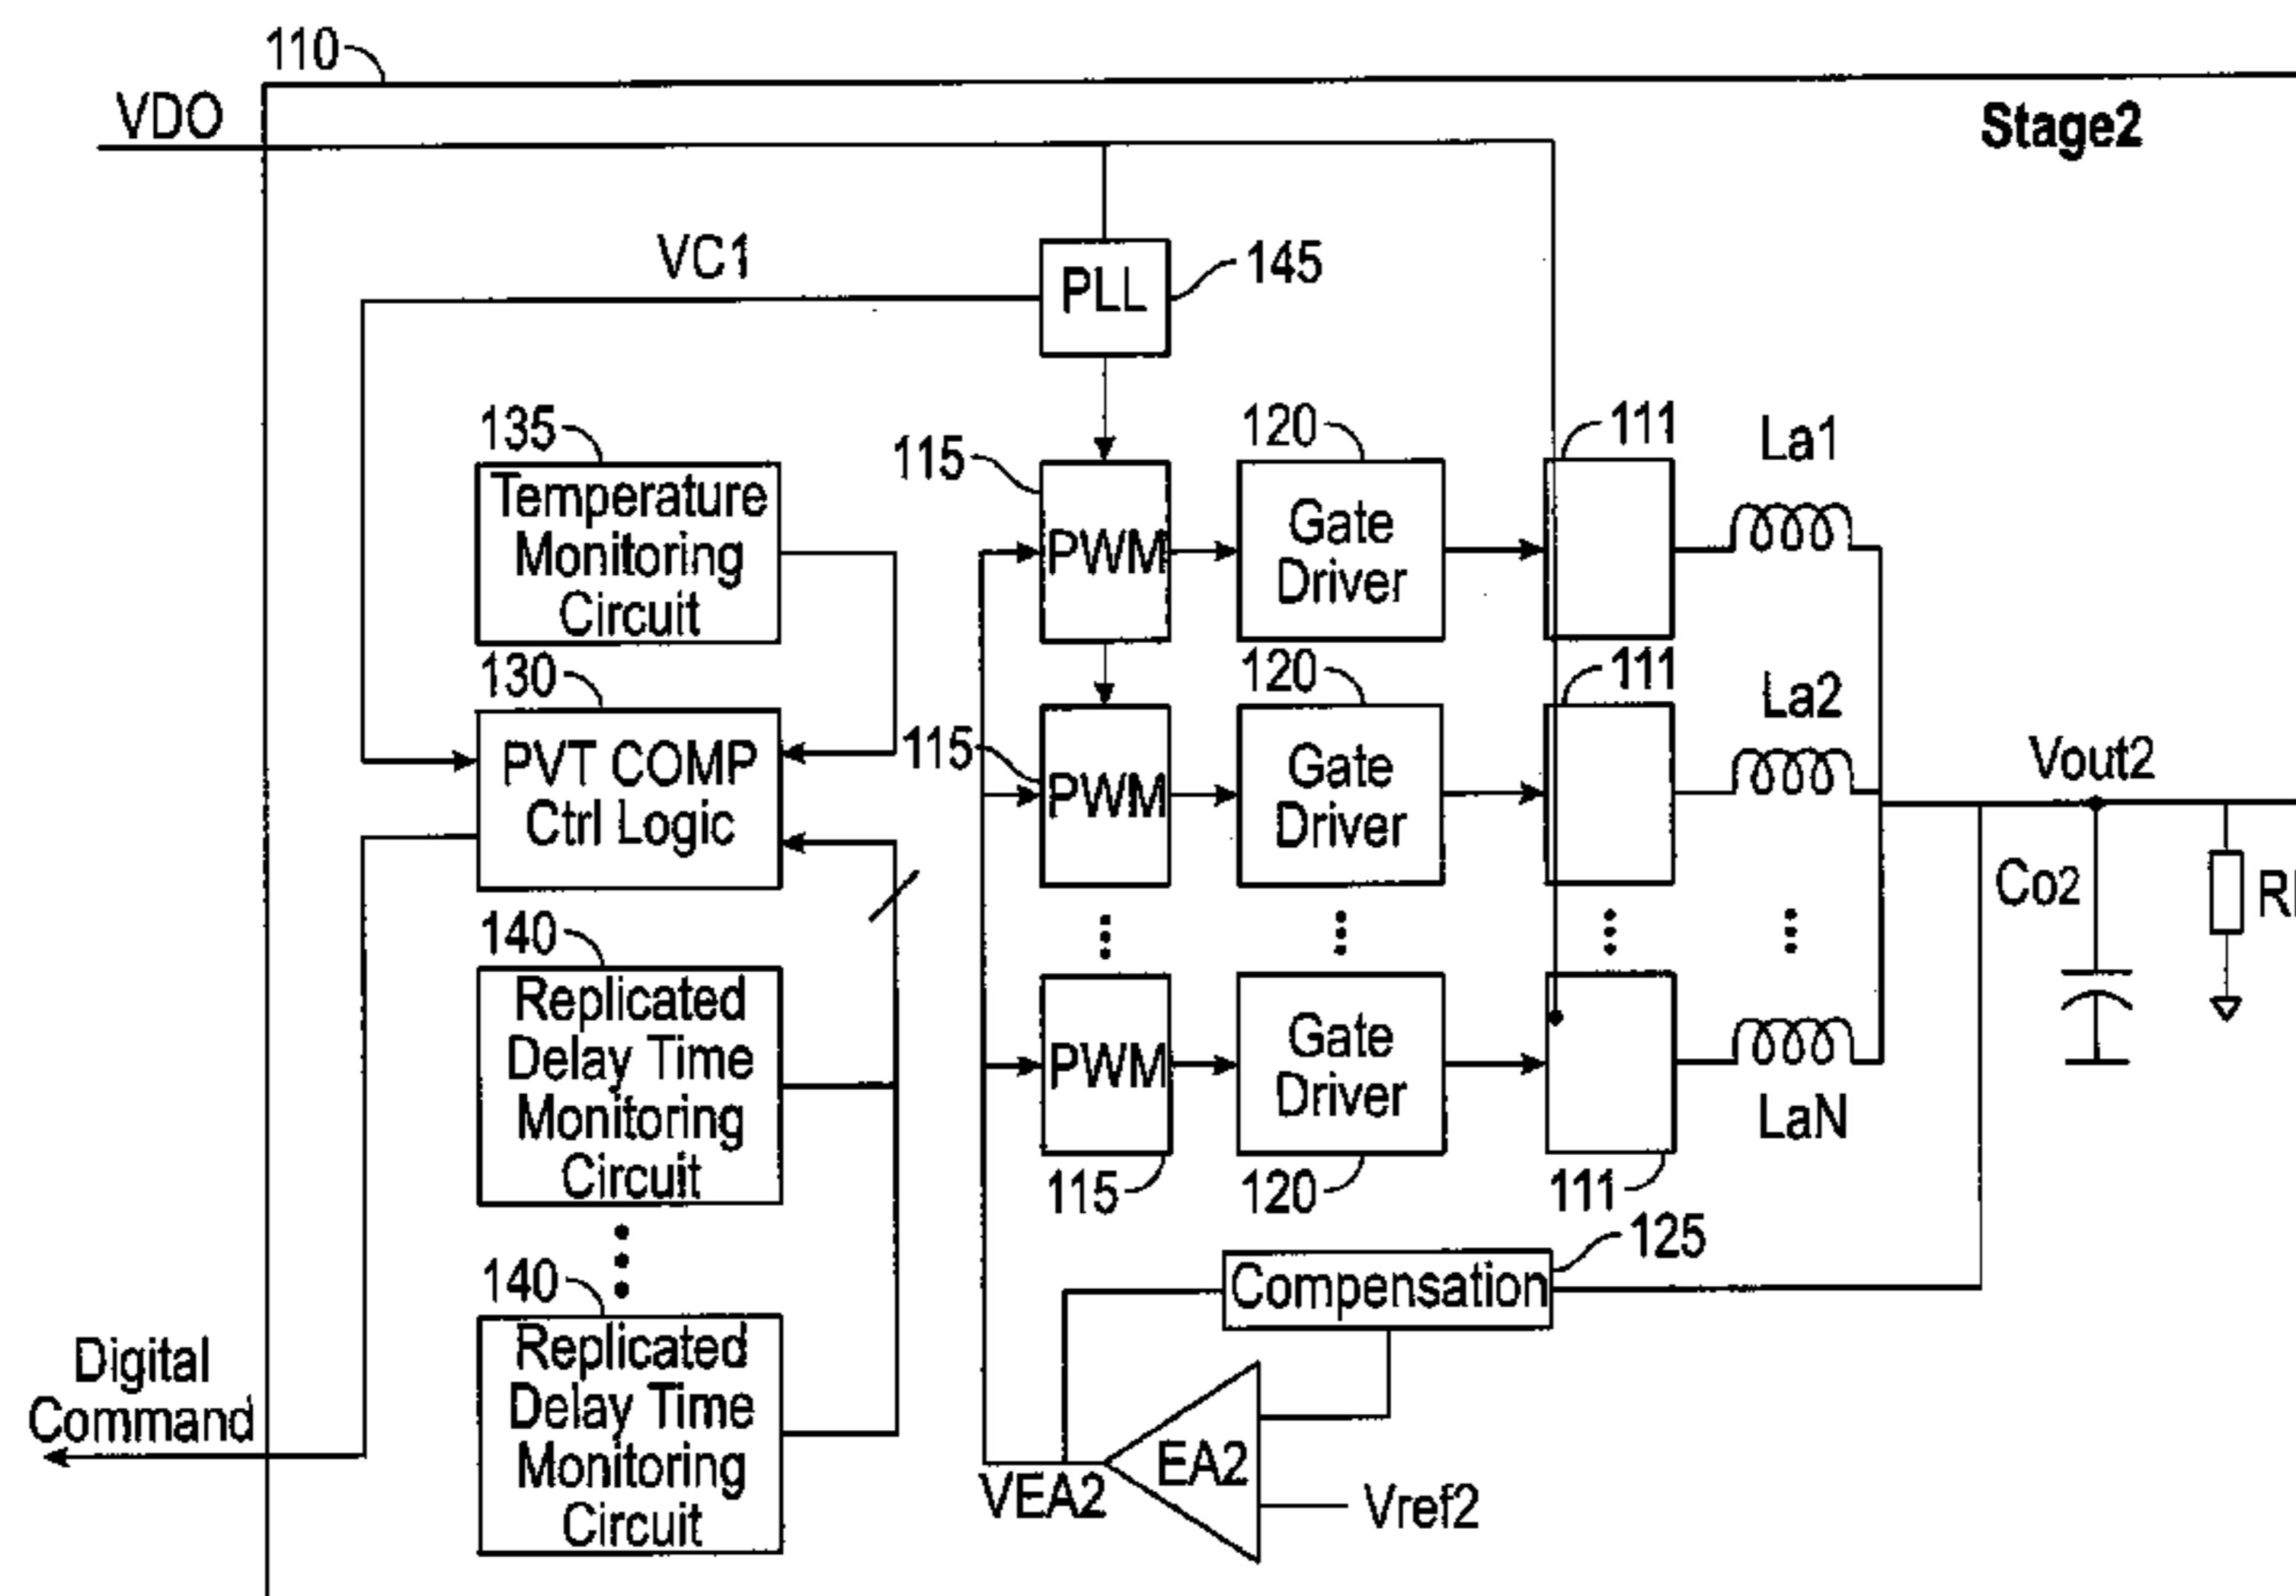 110
VDO
Stage2
VC1
PLL
145
135
115
120
111
La1
Temperature
Monitoring
Circuit
PWM
Gate
Driver
130
120
111
La2
PVT COMP
Ctrl Logic
115
PWM
Gate
Driver
Vout2
Co2
140
Replicated
Delay Time
Monitoring
Circuit
PWM
Gate
Driver
LaN
115
120
111
125
140
Compensation
Replicated
Delay Time
Monitoring
Circuit
Digital
Command
EA2
VEA2
Vref2